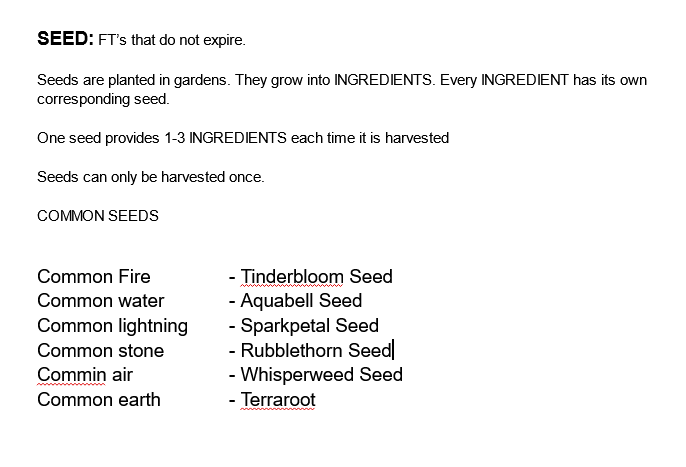 SEED: FT's that do not expire.
Seeds are planted in gardens. They grow into INGREDIENTS. Every INGREDIENT has its own
corresponding seed.
One seed provides 1-3 INGREDIENTS each time it is harvested
Seeds can only be harvested once.
COMMON SEEDS
Common Fire - Tinderbloom Seed
Common water - Aquabell Seed
Common lightning - Sparkpetal Seed
Common stone - Rubblethorn Seed
Commin air - Whisperweed Seed
Common earth - Terraroot